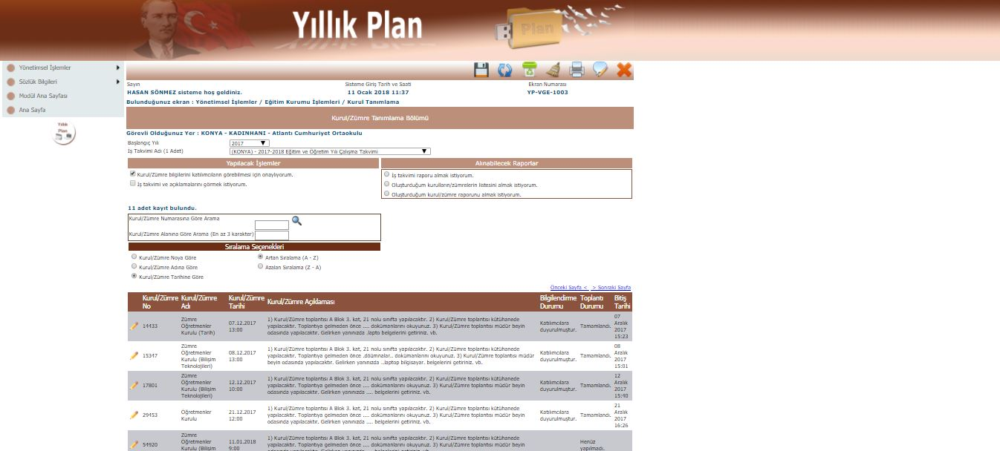 Yıllık Plan
Plan
Yönetimsel İşlemler
Sözlük Bilgileri
Modül Ana Sayfası
Ana Sayfa
Yıllık
Plan
Sayın
Sisteme Giriş Tarih ve Saati
Ekran Numarası
HASAN SÖNMEZ sisteme hoş geldiniz.
11 Ocak 2018 11:37
YP-VGE-1003
Bulunduğunuz ekran : Yönetimsel İşlemler / Eğitim Kurumu İşlemleri / Kurul Tanımlama
Kurul/Zümre Tanımlama Bölümü
Görevli Olduğunuz Yer : KONYA - KADINHANI - Atlantı Cumhuriyet Ortaokulu
Başlangıç Yılı
2017
İş Takvimi Adı (1 Adet)
(KONYA) - 2017-2018 Eğitim ve Öğretim Yılı Çalışma Takvimi
Yapılacak İşlemler
Alınabilecek Raporlar
Kurul/Zümre bilgilerini katılımcıların görebilmesi için onaylıyorum.
İş takvimi ve açıklamalarını görmek istiyorum.
İş takvimi raporu almak istiyorum.
Oluşturduğum kurulların/zümrelerin listesini almak istiyorum.
Oluşturduğum kurul/zümre raporunu almak istiyorum.
11 adet kayıt bulundu.
Kurul/Zümre Numarasına Göre Arama
Kurul/Zümre Alanına Göre Arama (En az 3 karakter)
Sıralama Seçenekleri
Kurul/Zümre Noya Göre
Artan Sıralama (A - Z)
Kurul/Zümre Adına Göre
Azalan Sıralama (Z - A)
Kurul/Zümre Tarihine Göre
Önceki Sayfa < > Sonraki Sayfa
Kurul/Zümre No
Kurul/Zümre Adı
Kurul/Zümre Tarihi
Kurul/Zümre Açıklaması
Bilgilendirme Durumu
Toplantı Durumu
Bitiş Tarihi
14433
Zümre
Öğretmenler
Kurulu (Tarih)
07.12.2017
13:00
1) Kurul/Zümre toplantısı A Blok 3. kat, 21 nolu sınıfta yapılacaktır. 2) Kurul/Zümre toplantısı kütühanede
yapılacaktır. Toplantıya gelmeden önce .... dokümanlarını okuyunuz. 3) Kurul/Zümre toplantısı müdür beyin
odasında yapılacaktır. Gelirken yanınızda .lapto belgelerini getiriniz. vb.
Katılımcılara
duyurulmuştur.
Tamamlandı.
07
Aralık
2017
15:23
15347
Zümre
Öğretmenler
Kurulu (Bilişim
Teknolojileri)
08.12.2017
13:00
1) Kurul/Zümre toplantısı A Blok 3. kat, 21 nolu sınıfta yapılacaktır. 2) Kurul/Zümre toplantısı kütühanede
yapılacaktır. Toplantıya gelmeden önce .döümnalar.. dokümanlarını okuyunuz. 3) Kurul/Zümre toplantısı müdür
beyin odasında yapılacaktır. Gelirken yanınızda ..laptop bilgisayar. belgelerini getiriniz. vb.
Katılımcılara
duyurulmuştur.
Tamamlandı.
08
Aralık
2017
15:01
17801
Zümre
Öğretmenler
Kurulu (Bilişim
Teknolojileri)
12.12.2017
10:00
1) Kurul/Zümre toplantısı A Blok 3. kat, 21 nolu sınıfta yapılacaktır. 2) Kurul/Zümre toplantısı kütühanede
yapılacaktır. Toplantıya gelmeden önce .... dokümanlarını okuyunuz. 3) Kurul/Zümre toplantısı müdür beyin
odasında yapılacaktır. Gelirken yanınızda .... belgelerini getiriniz. vb.
Katılımcılara
duyurulmuştur.
Tamamlandı.
12
Aralık
2017
15:40
29453
Öğretmenler
Kurulu
21.12.2017
12:00
1) Kurul/Zümre toplantısı A Blok 3. kat, 21 nolu sınıfta yapılacaktır. 2) Kurul/Zümre toplantısı kütühanede
yapılacaktır. Toplantıya gelmeden önce .... dokümanlarını okuyunuz. 3) Kurul/Zümre toplantısı müdür beyin
odasında yapılacaktır. Gelirken yanınızda .... belgelerini getiriniz. vb.
Katılımcılara
duyurulmuştur.
Tamamlandı.
21
Aralık
2017
16:26
54920
Zümre
Öğretmenler
Kurulu (Bilişim
11.01.2018
9:00
1) Kurul/Zümre toplantısı A Blok 3. kat, 21 nolu sınıfta yapılacaktır. 2) Kurul/Zümre toplantısı kütühanede
yapılacaktır. Toplantıya gelmeden önce .... dokümanlarını okuyunuz. 3) Kurul/Zümre toplantısı müdür beyin
Henüz
yapılmadı.